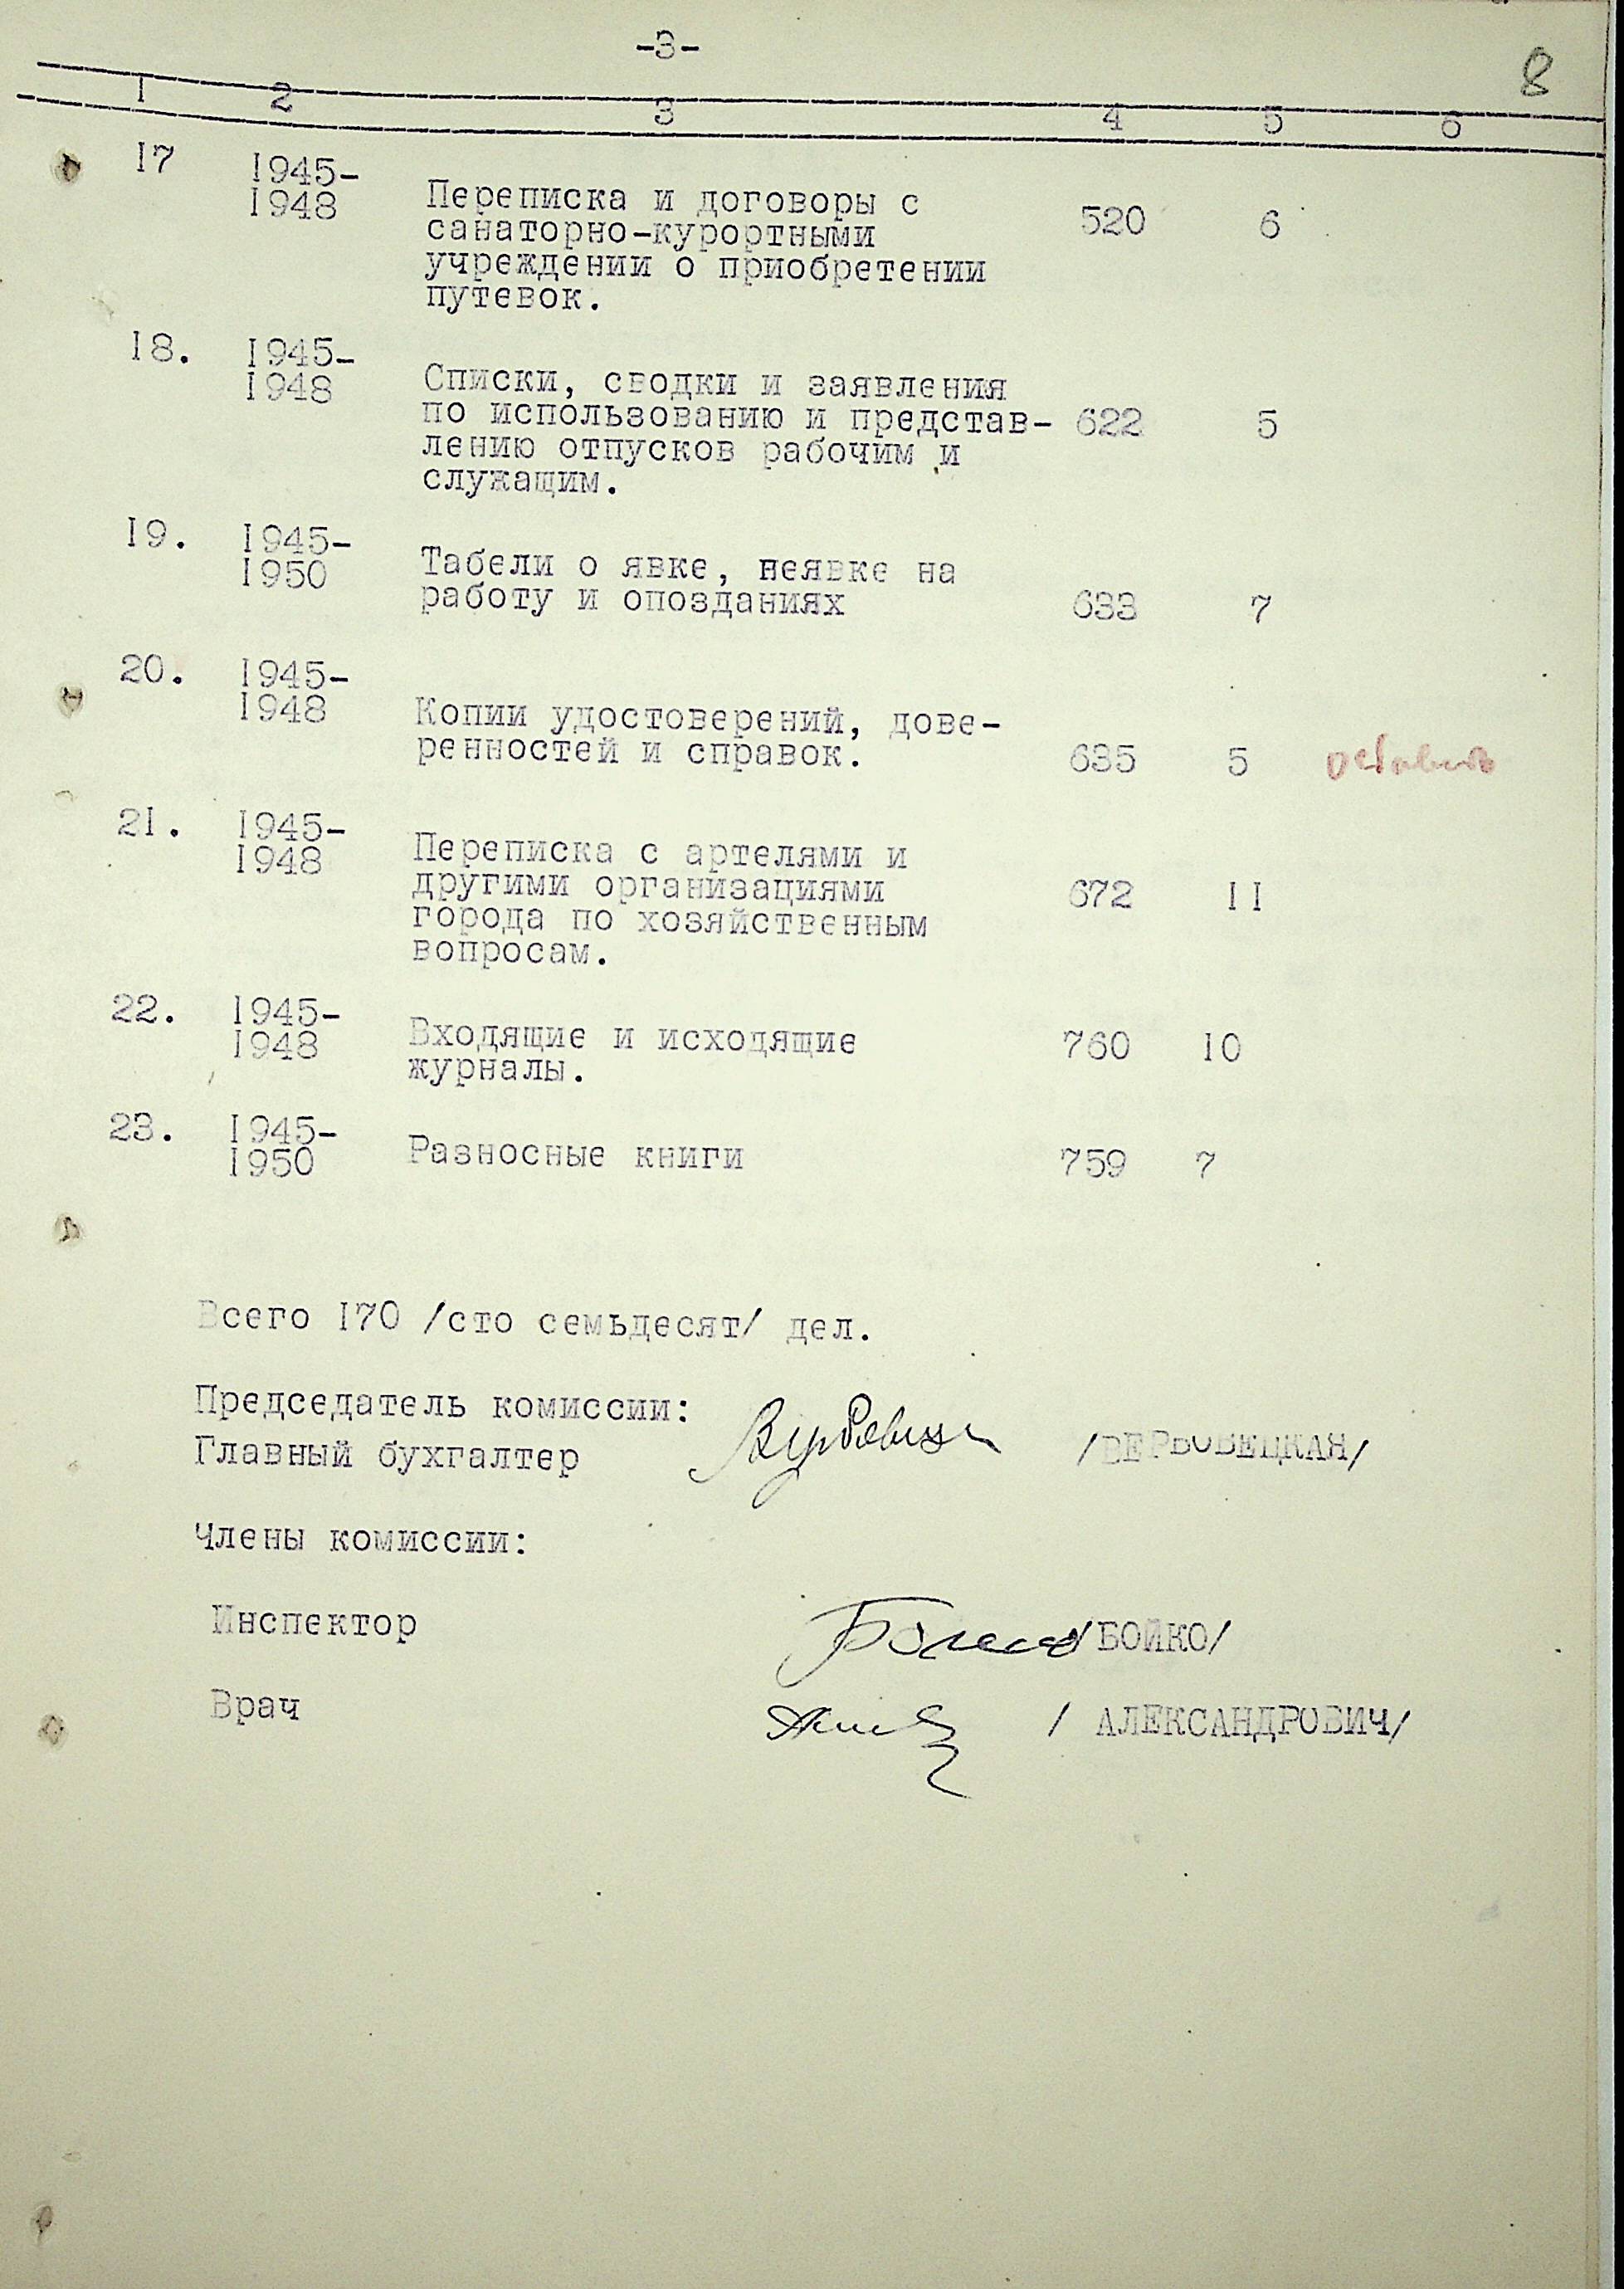 -3-
8
1 2 3 4 5 6
17 1945-
1948 Переписка и договоры с 520 6
санаторно-курортными
учреждении о приобретении
путевок.
18. 1945-
1948 Списки, сводки и заявления
по использованию и представ- 622 5
лению отпусков рабочим и
служащим.
19. 1945-
1950 Табели о явке, неявке на
работу и опозданиях 633 7
20. 1945-
1948 Копии удостоверений, дове-
ренностей и справок. 635 5 оставить
21. 1945-
1948 Переписка с артелями и
другими организациями 672 11
города по хозяйственным
вопросам.
22. 1945-
1948 Входящие и исходящие 760 10
журналы.
23. 1945-
1950 Разносные книги 759 7
Всего 170 /сто семьдесят/ дел.
Председатель комиссии:
Главный бухгалтер /ВЕРБОВЕЦКАЯ/
Члены комиссии:
Инспектор /БОЙКО/
Врач / АЛЕКСАНДРОВИЧ/